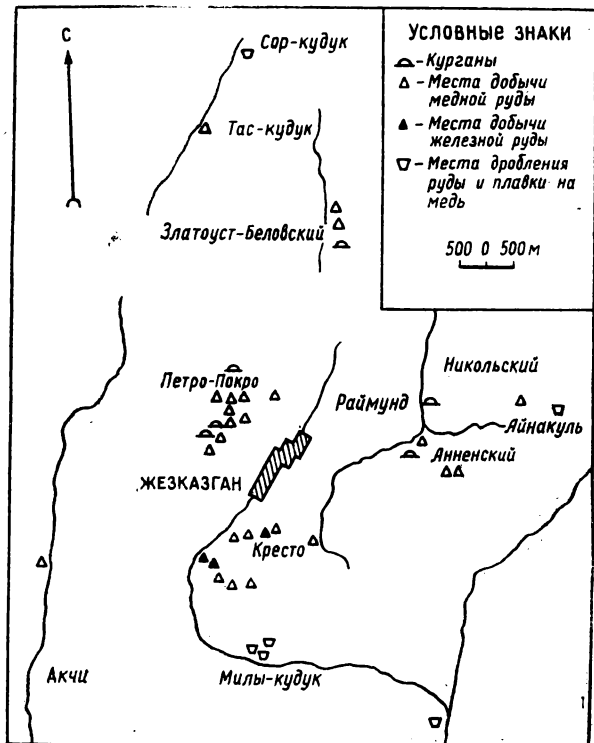 Условные знаки
– Курганы
– Места добычи
медной руды
– Места добычи
железной руды
– Места дробления
руды и плавки на
медь
500 0 500 м
С
Сор-кудук
Тас-кудук
Златоуст-Беловский
Никольский
Петро-Покро
Раймунд
Айнакуль
Анненский
ЖЕЗКАЗГАН
Кресто
Акчи
Милы-кудук
1